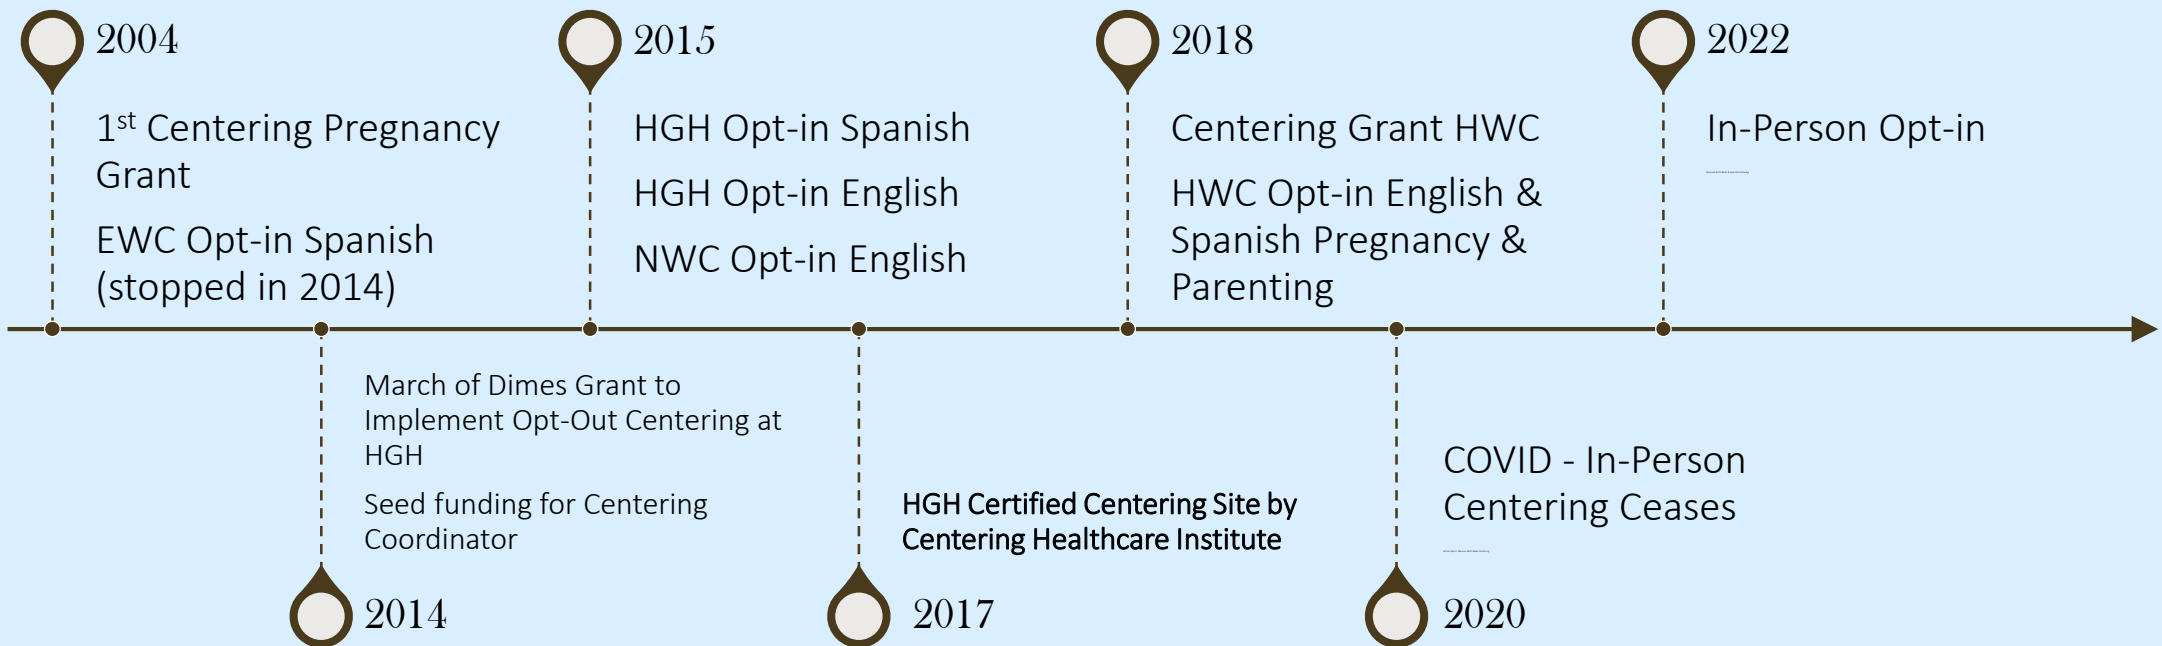 2004
1st Centering Pregnancy
Grant
EWC Opt-in Spanish
(stopped in 2014)
2014
March of Dimes Grant to
Implement Opt-Out Centering at
HGH
Seed funding for Centering
Coordinator
2015
HGH Opt-in Spanish
HGH Opt-in English
NWC Opt-in English
2017
HGH Certified Centering Site by
Centering Healthcare Institute
2018
Centering Grant HWC
HWC Opt-in English &
Spanish Pregnancy &
Parenting
2020
COVID - In-Person
Centering Ceases
2022
In-Person Opt-in